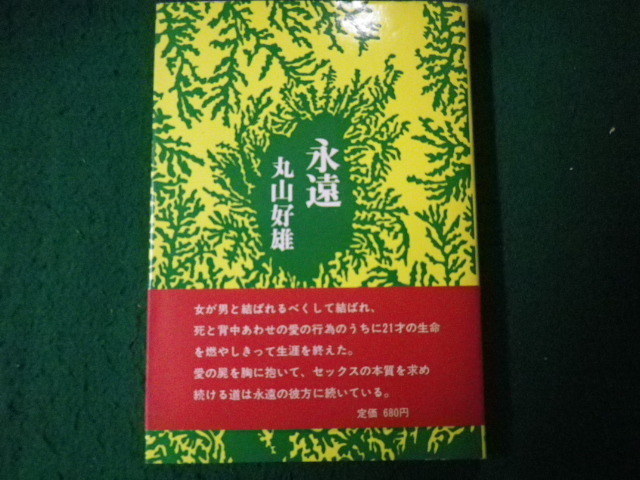 永遠
丸山好雄
女が男と結ばれるべくして結ばれ、
死と背中あわせの愛の行為のうちに21才の生命
を燃やしきって生涯を終えた。
愛の屍を胸に抱いて、セックスの本質を求め
続ける道は永遠の彼方に続いている。
定価 680円